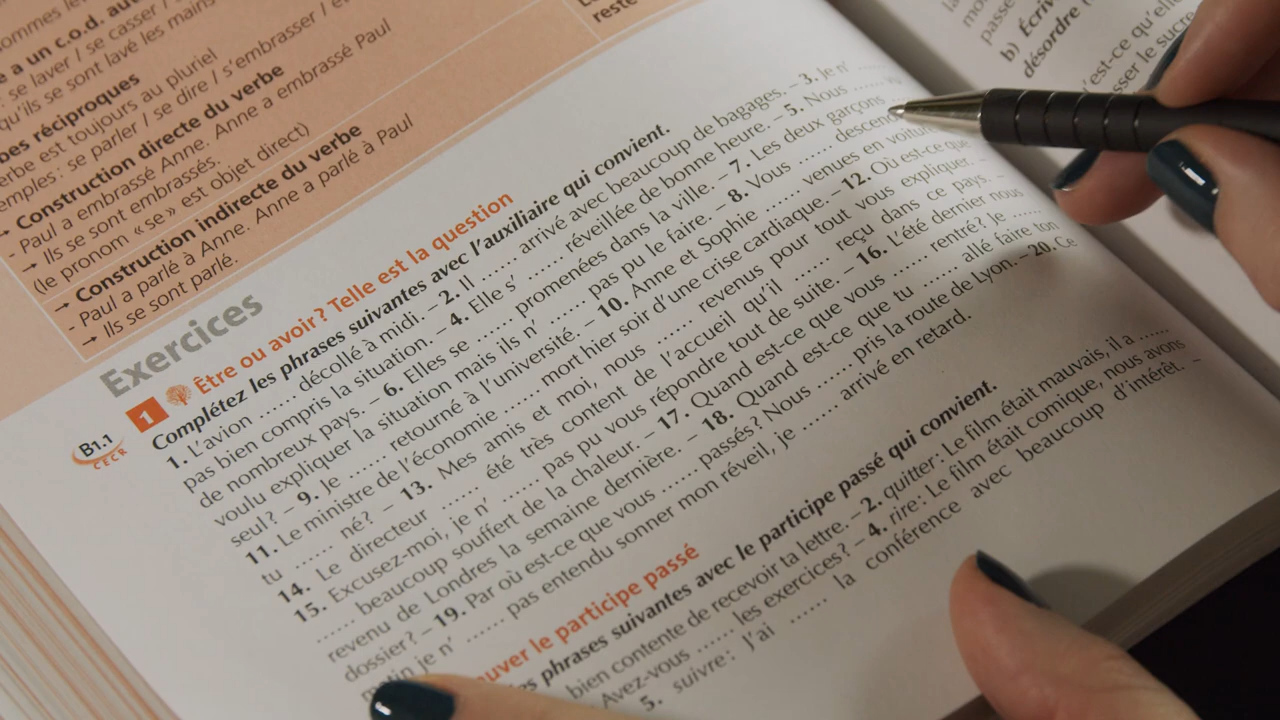 sommes le
e a un c.o.d. aut
: se laver / se casser /
qu'ils se sont lavé les mains
bes réciproques
erbe est toujours au pluriel
emples : se parler / se dire / s'embrasser /
→ Construction directe du verbe
- Paul a embrassé Anne. Anne a embrassé Paul
→ Ils se sont embrassés.
(le pronom « se » est objet direct)
→ Construction indirecte du verbe
- Paul a parlé à Anne. Anne a parlé à Paul
→ Ils se sont parlé.
reste
Exercices
B1.1
CECR
1 Être ou avoir ? Telle est la question
Complétez les phrases suivantes avec l'auxiliaire qui convient.
1. L'avion ...... décollé à midi. – 2. Il ...... arrivé avec beaucoup de bagages. – 3. Je n'
pas bien compris la situation. – 4. Elle s' ...... réveillée de bonne heure. – 5. Nous ......
de nombreux pays. – 6. Elles se ...... promenées dans la ville. – 7. Les deux garçons
voulu expliquer la situation mais ils n' ...... pas pu le faire. – 8. Vous ...... descen
seul ? – 9. Je ...... retourné à l'université. – 10. Anne et Sophie ...... venues en voiture
11. Le ministre de l'économie ...... mort hier soir d'une crise cardiaque. – 12. Où est-ce que
tu ...... né ? – 13. Mes amis et moi, nous ...... revenus pour tout vous expliquer. –
14. Le directeur ...... été très content de l'accueil qu'il ...... reçu dans ce pays. –
15. Excusez-moi, je n' ...... pas pu vous répondre tout de suite. – 16. L'été dernier nous
...... beaucoup souffert de la chaleur. – 17. Quand est-ce que vous ...... rentré ? Je ......
revenu de Londres la semaine dernière. – 18. Quand est-ce que tu ...... allé faire ton
dossier ? – 19. Par où est-ce que vous ...... passés ? Nous ...... pris la route de Lyon. – 20. Ce
matin je n' ...... pas entendu sonner mon réveil, je ...... arrivé en retard.
ouver le participe passé
es phrases suivantes avec le participe passé qui convient.
bien contente de recevoir ta lettre. – 2. quitter : Le film était mauvais, il a ......
Avez-vous ...... les exercices ? – 4. rire : Le film était comique, nous avons
5. suivre : J'ai ...... la conférence avec beaucoup d'intérêt. –
passé
b) Écriv
désordre
'est-ce qu'elle
sser le sucre